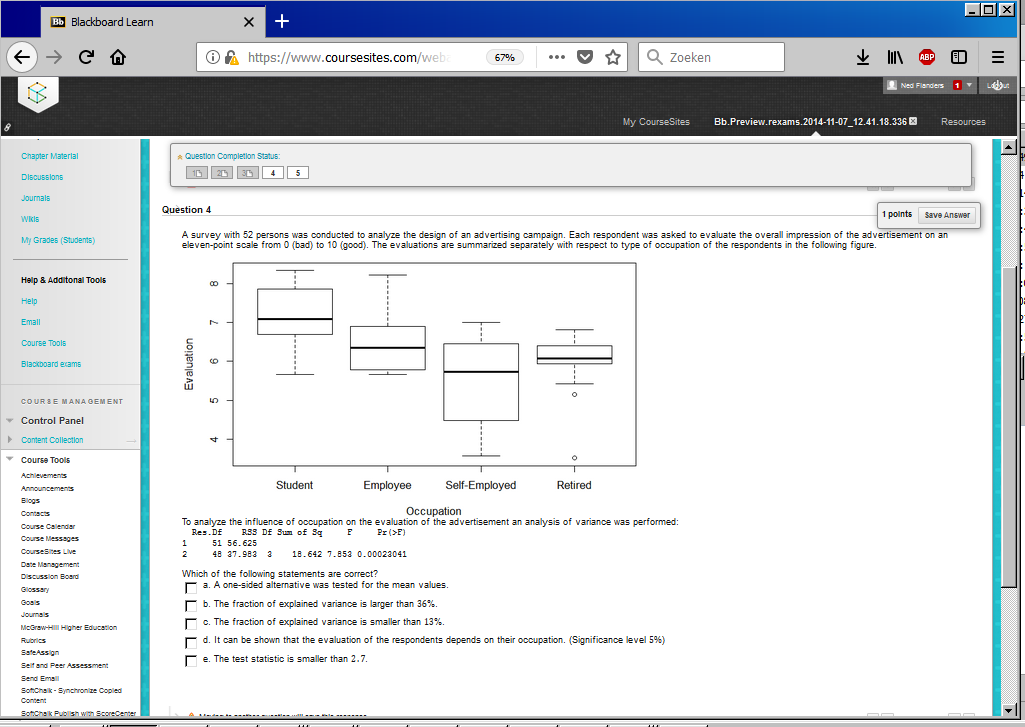 Bb Blackboard Learn
https://www.coursesites.com/weba
67%
Zoeken
ABP
Ned Flanders 1
Logout
My CourseSites
Bb.Preview.rexams.2014-11-07_12.41.18.336
Resources
Chapter Material
Discussions
Journals
Wikis
My Grades (Students)
Help & Additonal Tools
Help
Email
Course Tools
Blackboard exams
COURSE MANAGEMENT
Control Panel
Content Collection
Course Tools
Achievements
Announcements
Blogs
Contacts
Course Calendar
Course Messages
CourseSites Live
Date Management
Discussion Board
Glossary
Goals
Journals
McGraw-Hill Higher Education
Rubrics
SafeAssign
Self and Peer Assessment
Send Email
SoftChalk - Synchronize Copied
Content
SoftChalk Publish with ScoreCenter
Question Completion Status:
1 2 3 4 5
Question 4
1 points Save Answer
A survey with 52 persons was conducted to analyze the design of an advertising campaign. Each respondent was asked to evaluate the overall impression of the advertisement on an
eleven-point scale from 0 (bad) to 10 (good). The evaluations are summarized separately with respect to type of occupation of the respondents in the following figure.
8
7
6
5
4
Evaluation
Student Employee Self-Employed Retired
Occupation
To analyze the influence of occupation on the evaluation of the advertisement an analysis of variance was performed:
Res.Df RSS Df Sum of Sq F Pr(>F)
1 51 56.625
2 48 37.983 3 18.642 7.853 0.00023041
Which of the following statements are correct?
a. A one-sided alternative was tested for the mean values.
b. The fraction of explained variance is larger than 36%.
c. The fraction of explained variance is smaller than 13%.
d. It can be shown that the evaluation of the respondents depends on their occupation. (Significance level 5%)
e. The test statistic is smaller than 2.7.
Moving to another question will save this response.